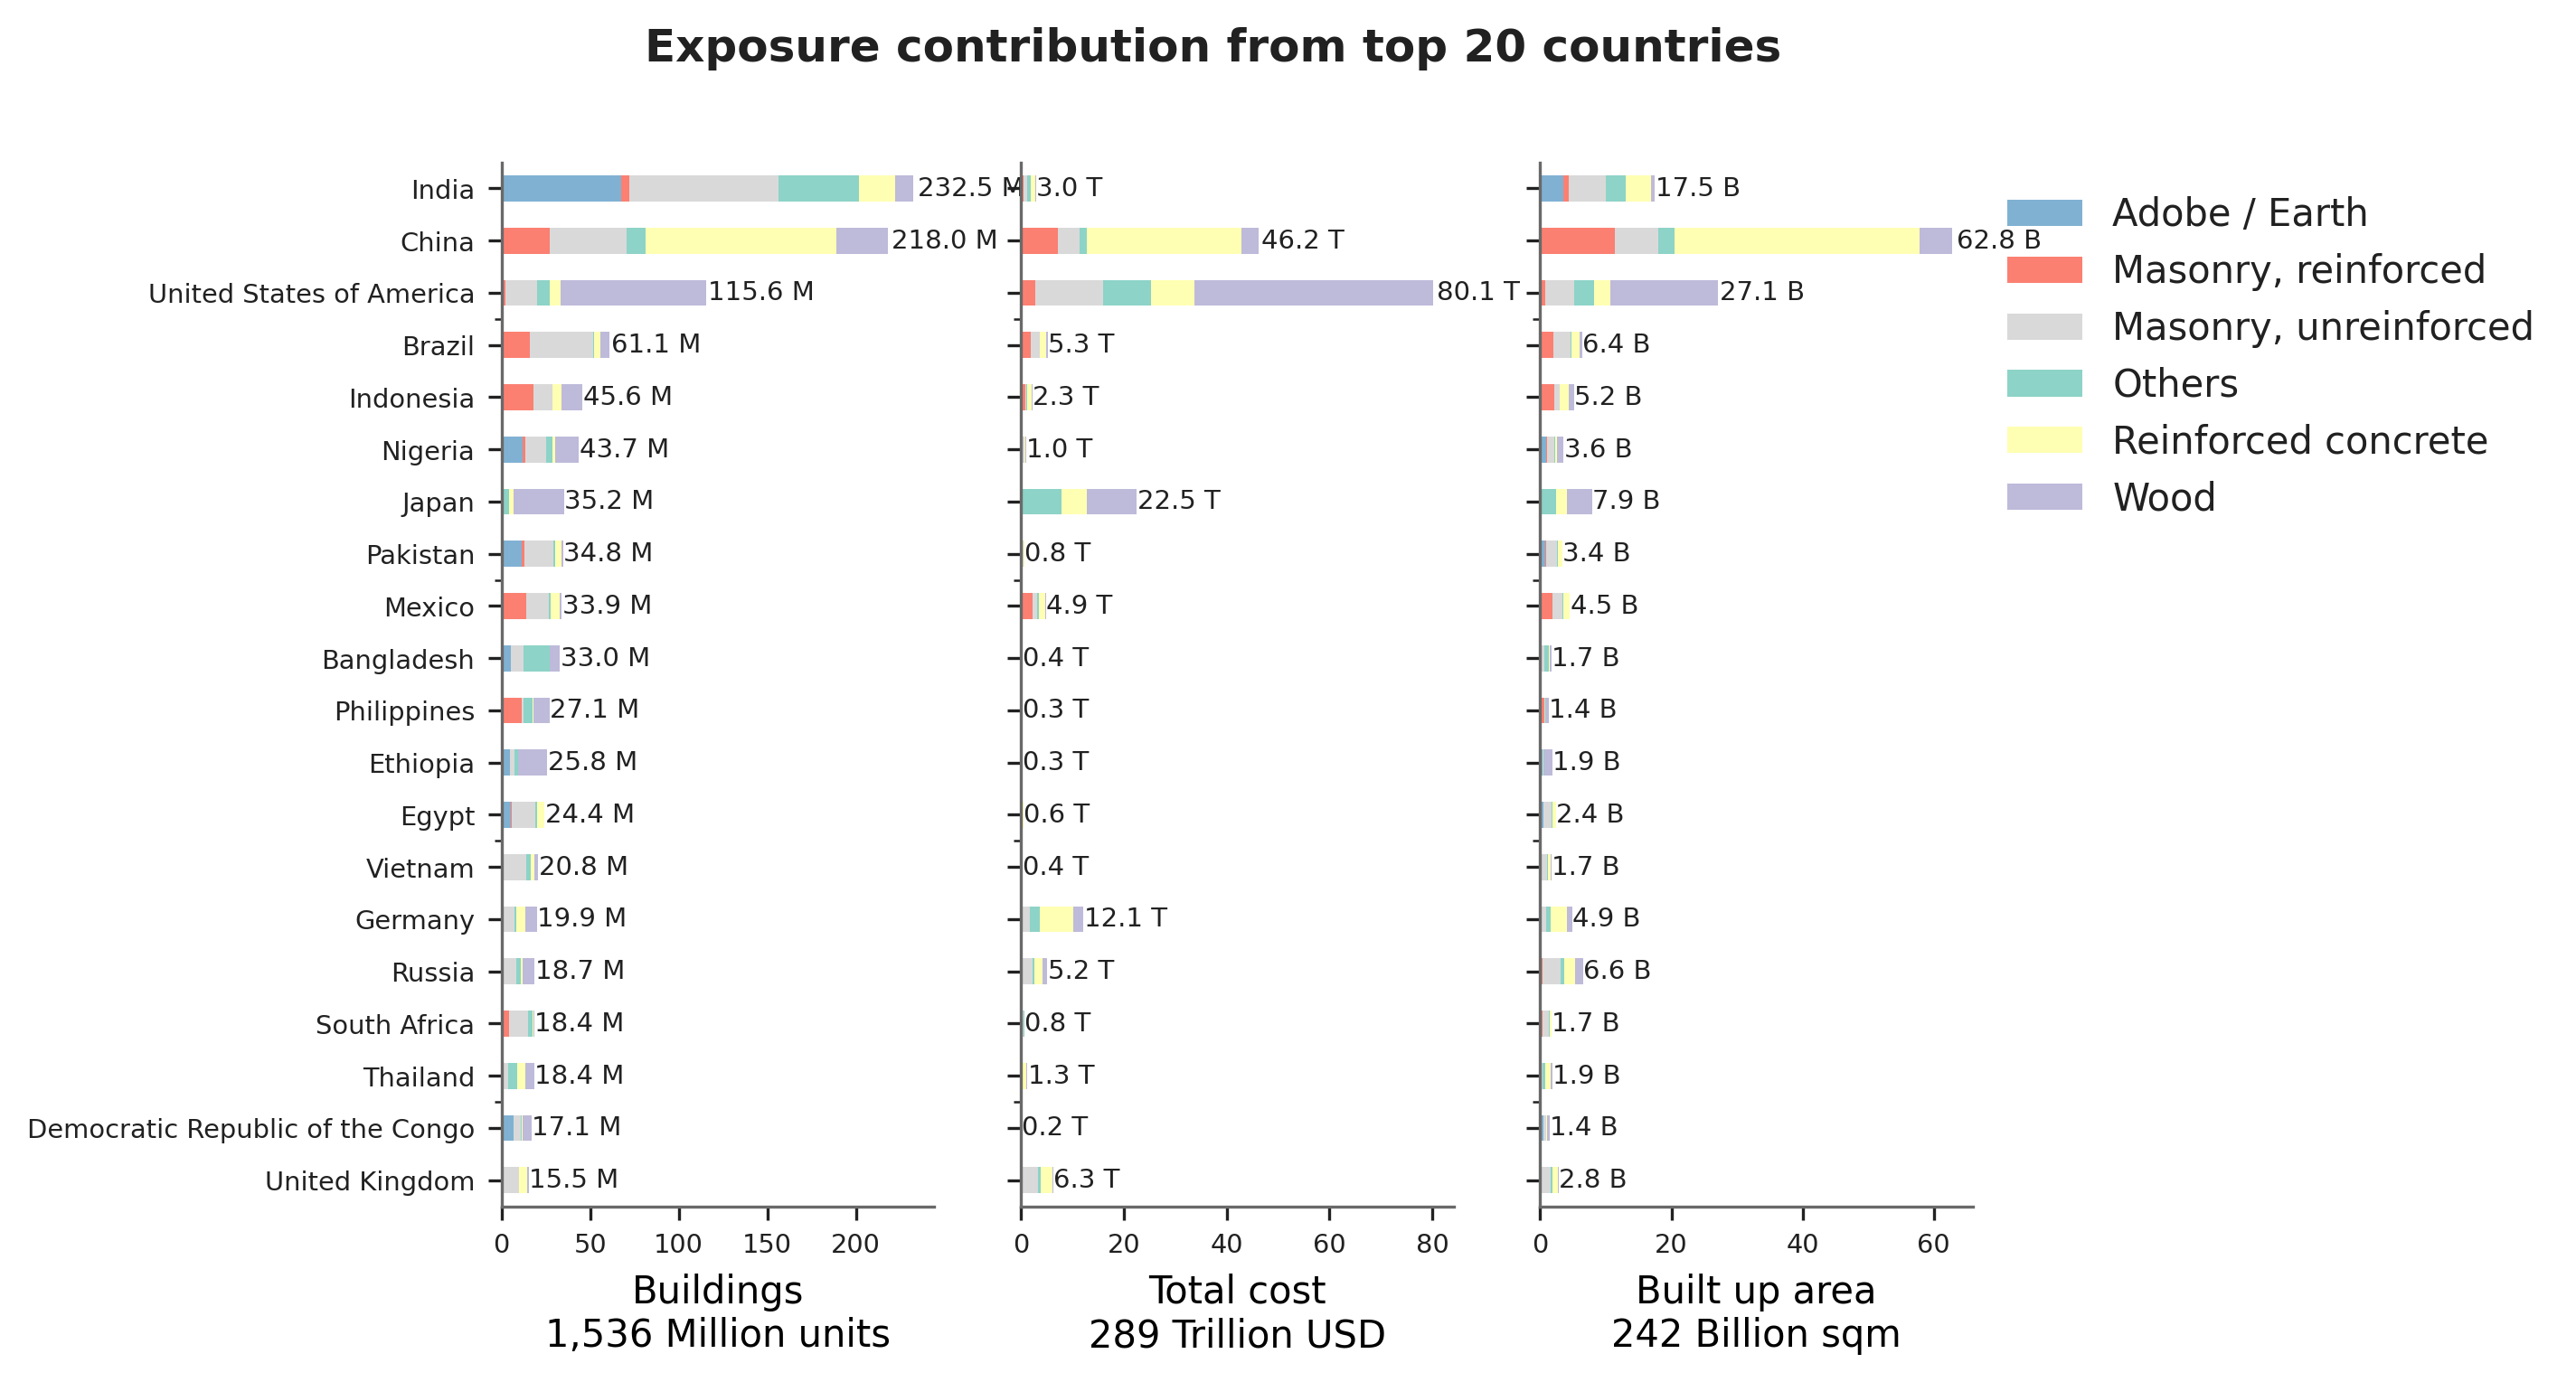 Exposure contribution from top 20 countries
India 232.5 M 3.0 T 17.5 B
China 218.0 M 46.2 T 62.8 B
United States of America 115.6 M 80.1 T 27.1 B
Brazil 61.1 M 5.3 T 6.4 B
Indonesia 45.6 M 2.3 T 5.2 B
Nigeria 43.7 M 1.0 T 3.6 B
Japan 35.2 M 22.5 T 7.9 B
Pakistan 34.8 M 0.8 T 3.4 B
Mexico 33.9 M 4.9 T 4.5 B
Bangladesh 33.0 M 0.4 T 1.7 B
Philippines 27.1 M 0.3 T 1.4 B
Ethiopia 25.8 M 0.3 T 1.9 B
Egypt 24.4 M 0.6 T 2.4 B
Vietnam 20.8 M 0.4 T 1.7 B
Germany 19.9 M 12.1 T 4.9 B
Russia 18.7 M 5.2 T 6.6 B
South Africa 18.4 M 0.8 T 1.7 B
Thailand 18.4 M 1.3 T 1.9 B
Democratic Republic of the Congo 17.1 M 0.2 T 1.4 B
United Kingdom 15.5 M 6.3 T 2.8 B
0 50 100 150 200
Buildings
1,536 Million units
0 20 40 60 80
Total cost
289 Trillion USD
0 20 40 60
Built up area
242 Billion sqm
Adobe / Earth
Masonry, reinforced
Masonry, unreinforced
Others
Reinforced concrete
Wood